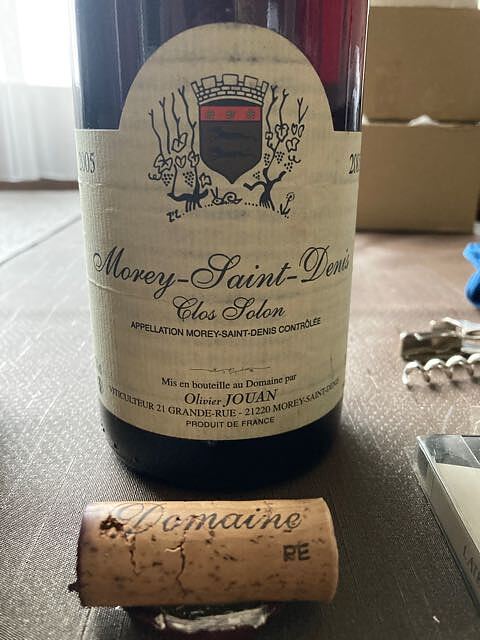 2005
Morey-Saint-Denis
Clos Solon
APPELLATION MOREY-SAINT-DENIS CONTRÔLÉE
Mis en bouteille au Domaine par
Olivier JOUAN
VITICULTEUR 21 GRANDE-RUE - 21220 MOREY-SAINT-DENIS
PRODUIT DE FRANCE
Domaine
RE